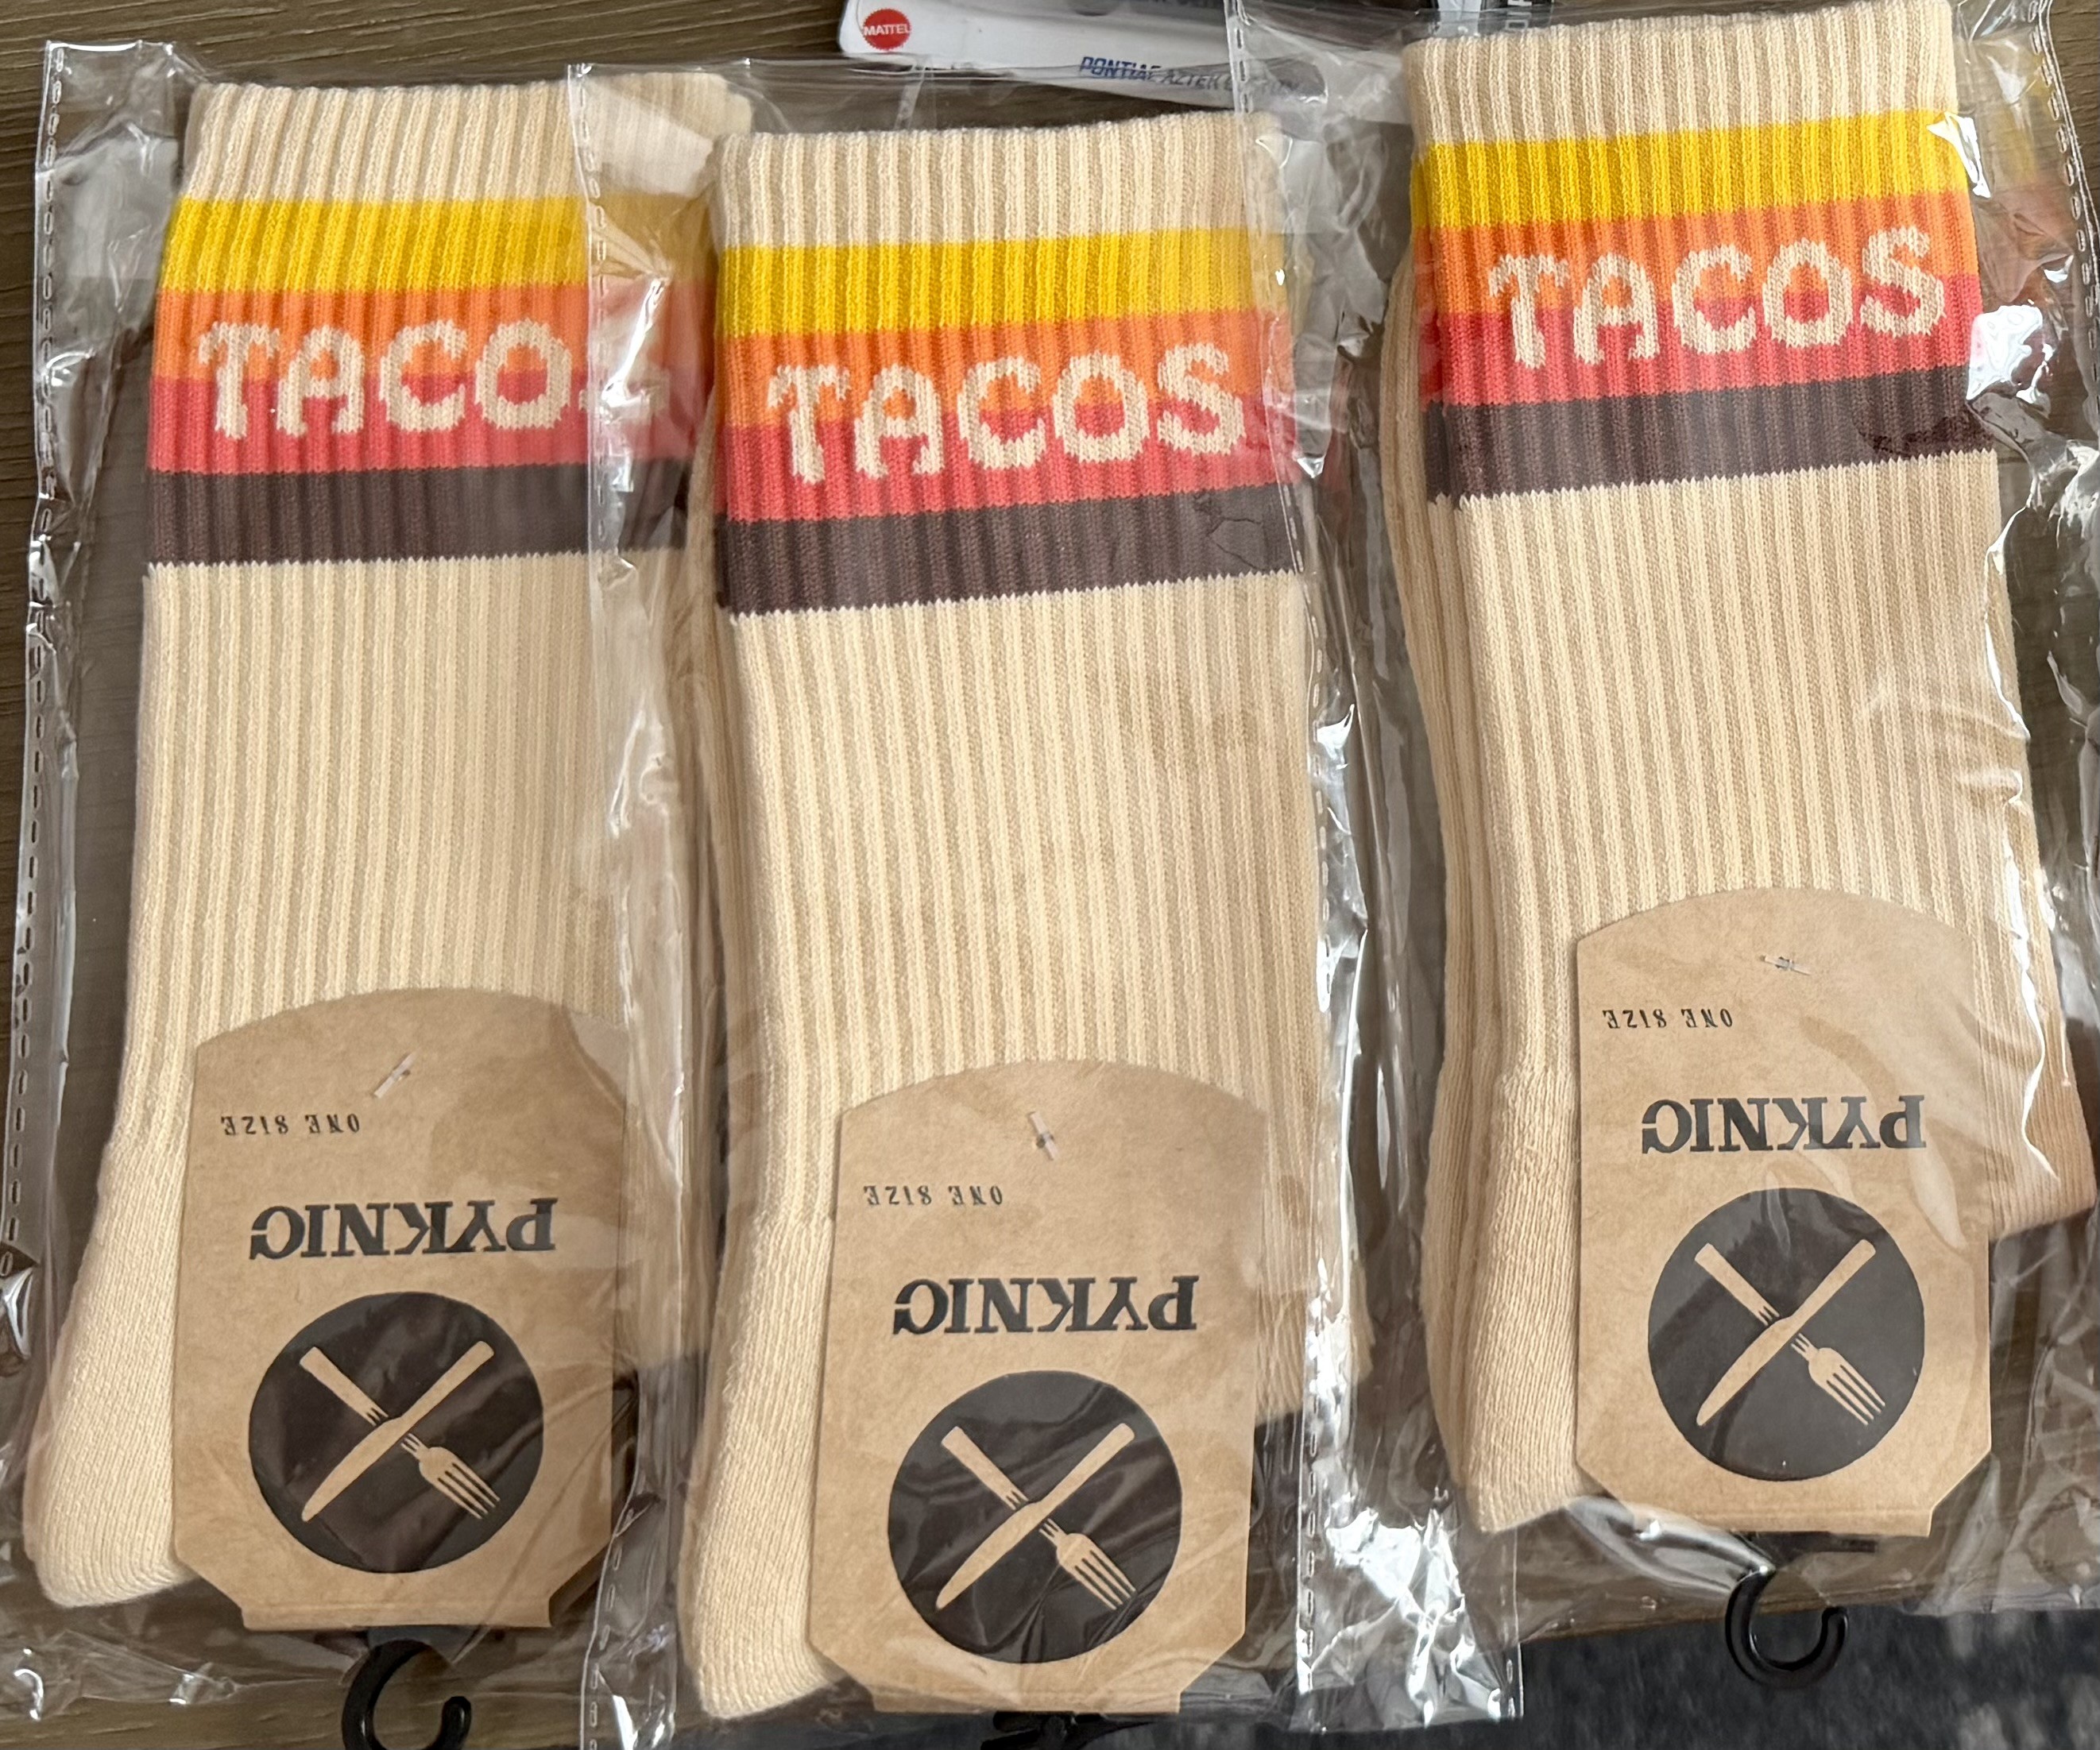 MATTEL
PONTIAC AZTEK
TACOS
TACOS
TACOS
ONE SIZE
PYKNIC
ONE SIZE
PYKNIC
ONE SIZE
PYKNIC